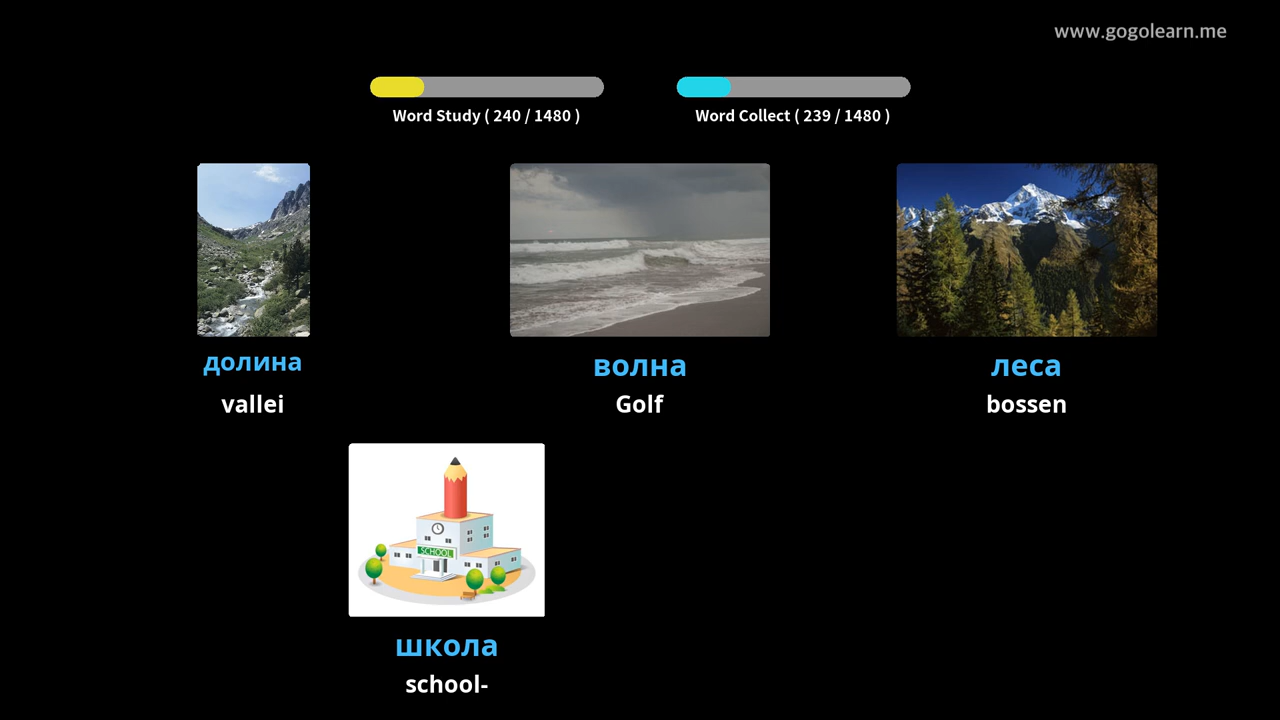 www.gogolearn.me
Word Study ( 240 / 1480 )
Word Collect ( 239 / 1480 )
долина
волна
леса
vallei
Golf
bossen
SCHOOL
школа
school-